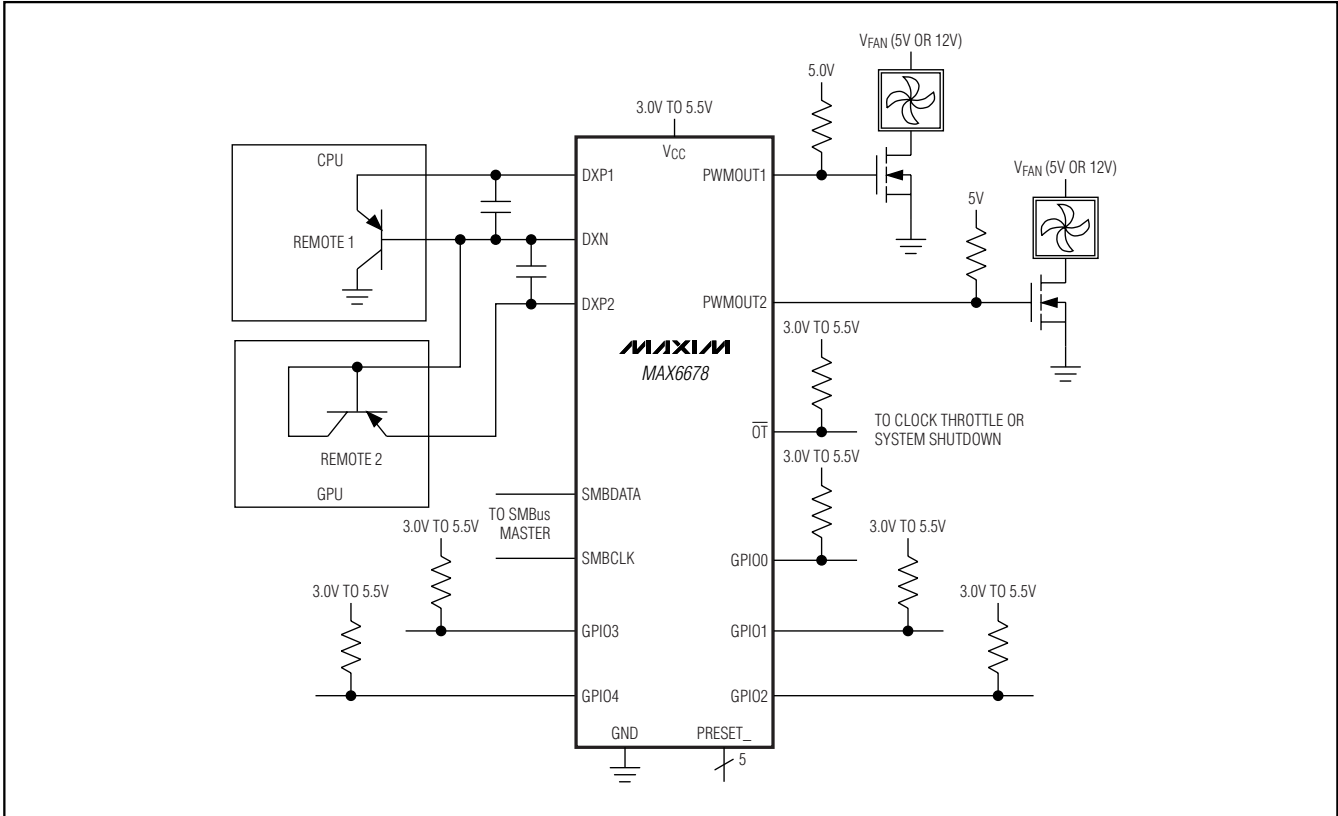 VFAN (5V OR 12V)
5.0V
3.0V TO 5.5V
VCC
CPU
DXP1
PWMOUT1
VFAN (5V OR 12V)
5V
REMOTE 1
DXN
DXP2
PWMOUT2
MAXIM
MAX6678
3.0V TO 5.5V
OT
TO CLOCK THROTTLE OR
SYSTEM SHUTDOWN
REMOTE 2
GPU
3.0V TO 5.5V
SMBDATA
TO SMBus
MASTER
SMBCLK
3.0V TO 5.5V
3.0V TO 5.5V
GPIO0
3.0V TO 5.5V
3.0V TO 5.5V
GPIO3
GPIO1
GPIO4
GPIO2
GND
PRESET_
5